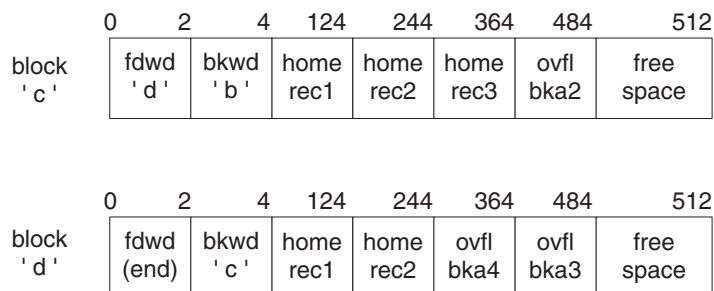 0 2 4 124 244 364 484 512
block fdwd bkwd home home home ovfl free
' c ' ' d ' ' b ' rec1 rec2 rec3 bka2 space
0 2 4 124 244 364 484 512
block fdwd bkwd home home ovfl ovfl free
' d ' (end) ' c ' rec1 rec2 bka4 bka3 space